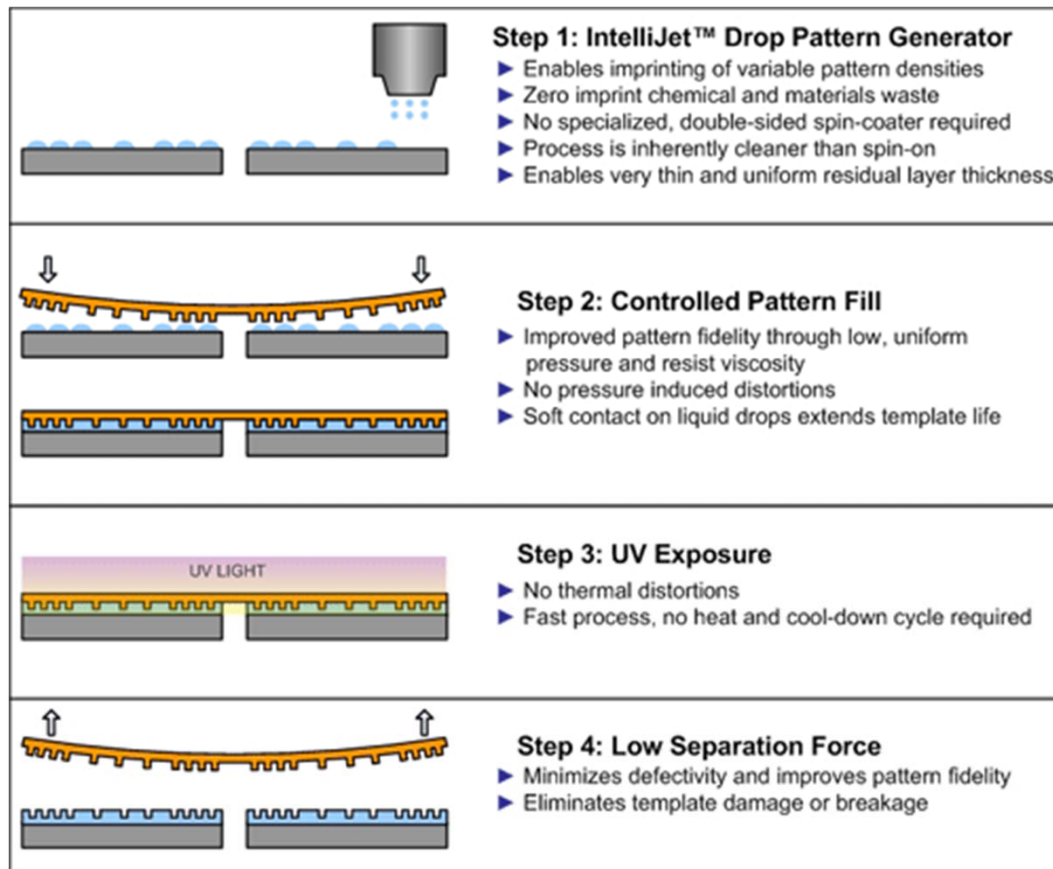 Step 1: IntelliJet™ Drop Pattern Generator
► Enables imprinting of variable pattern densities
► Zero imprint chemical and materials waste
► No specialized, double-sided spin-coater required
► Process is inherently cleaner than spin-on
► Enables very thin and uniform residual layer thickness
Step 2: Controlled Pattern Fill
► Improved pattern fidelity through low, uniform
pressure and resist viscosity
► No pressure induced distortions
► Soft contact on liquid drops extends template life
UV LIGHT
Step 3: UV Exposure
► No thermal distortions
► Fast process, no heat and cool-down cycle required
Step 4: Low Separation Force
► Minimizes defectivity and improves pattern fidelity
► Eliminates template damage or breakage